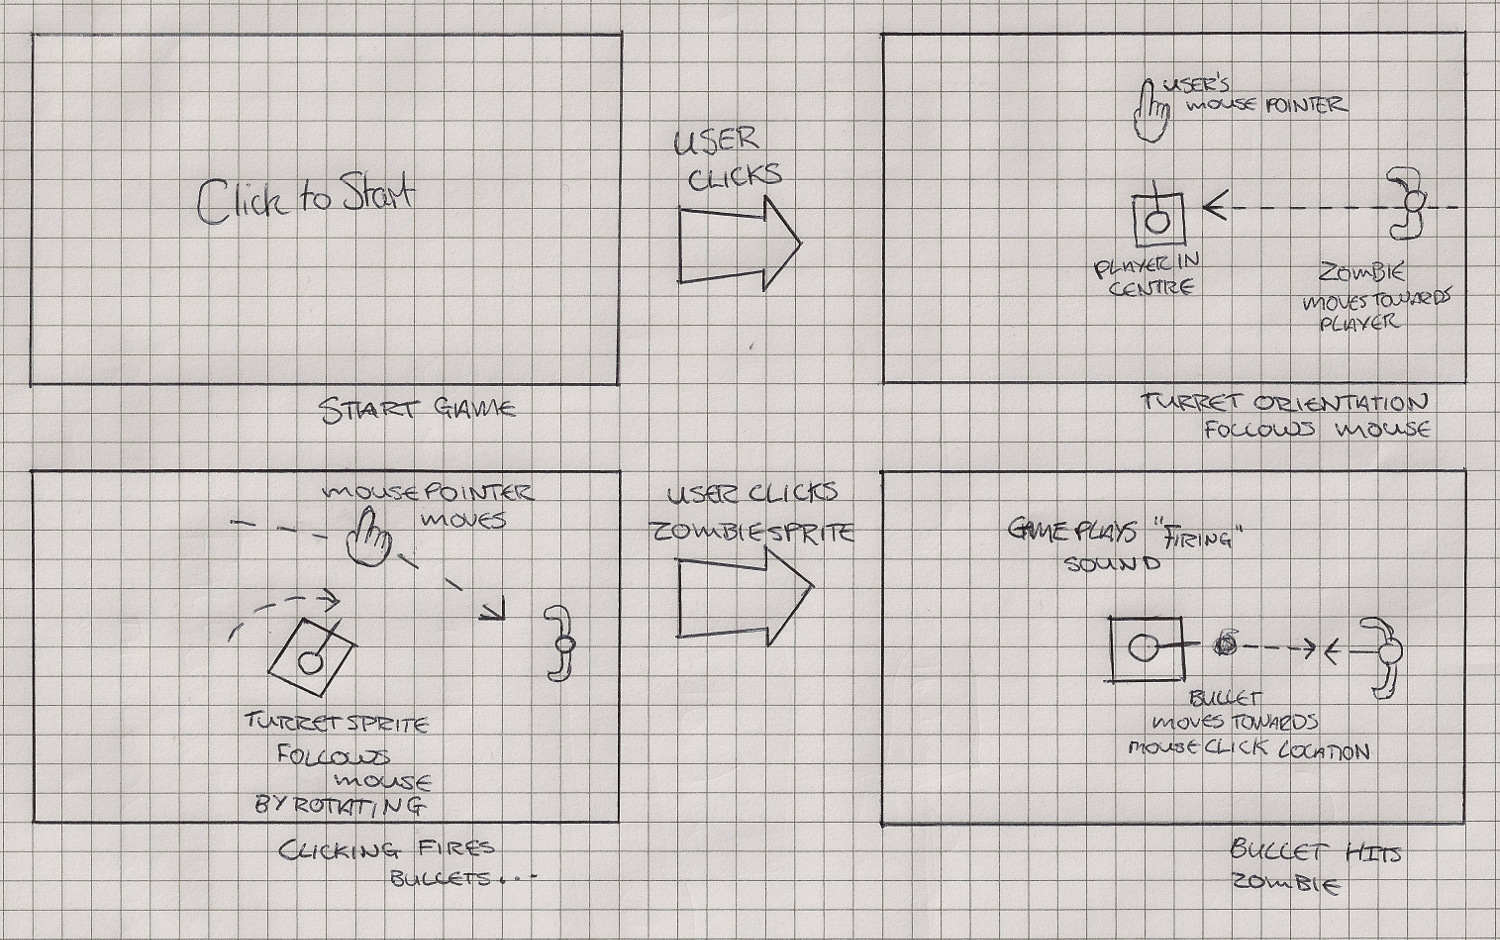 Click to Start
START GAME
USER
CLICKS
USER'S
MOUSE POINTER
PLAYER IN
CENTRE
ZOMBIE
MOVES TOWARDS
PLAYER
TURRET ORIENTATION
FOLLOWS MOUSE
MOUSE POINTER
MOVES
TURRET SPRITE
FOLLOWS
MOUSE
BY ROTATING
CLICKING FIRES
BULLETS...
USER CLICKS
ZOMBIE SPRITE
GAME PLAYS "FIRING"
SOUND
BULLET
MOVES TOWARDS
MOUSE CLICK LOCATION
BULLET HITS
ZOMBIE